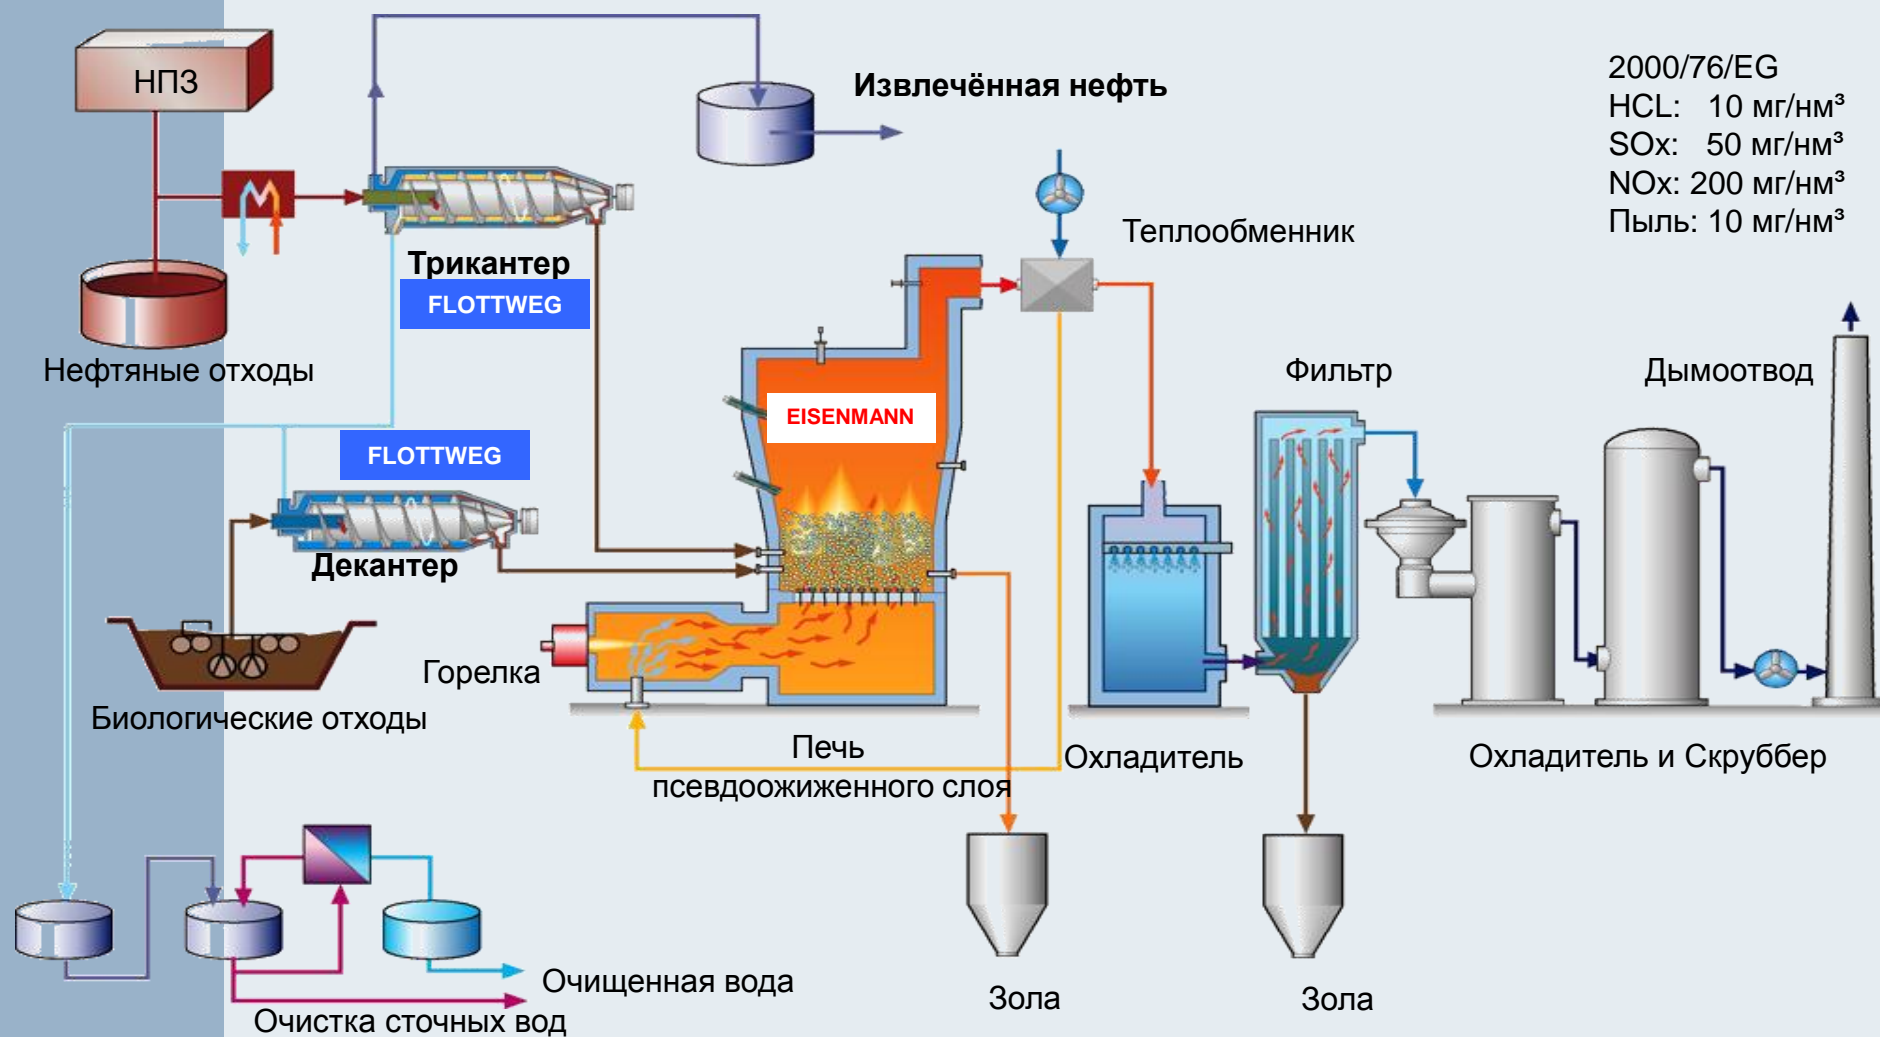 НПЗ
Извлечённая нефть
2000/76/EG
HCL: 10 мг/нм³
SOx: 50 мг/нм³
NOx: 200 мг/нм³
Пыль: 10 мг/нм³
Теплообменник
Трикантер
FLOTTWEG
Нефтяные отходы
Фильтр
Дымоотвод
EISENMANN
FLOTTWEG
Декантер
Горелка
Биологические отходы
Печь
псевдоожиженного слоя
Охладитель
Охладитель и Скруббер
Очищенная вода
Зола
Зола
Очистка сточных вод